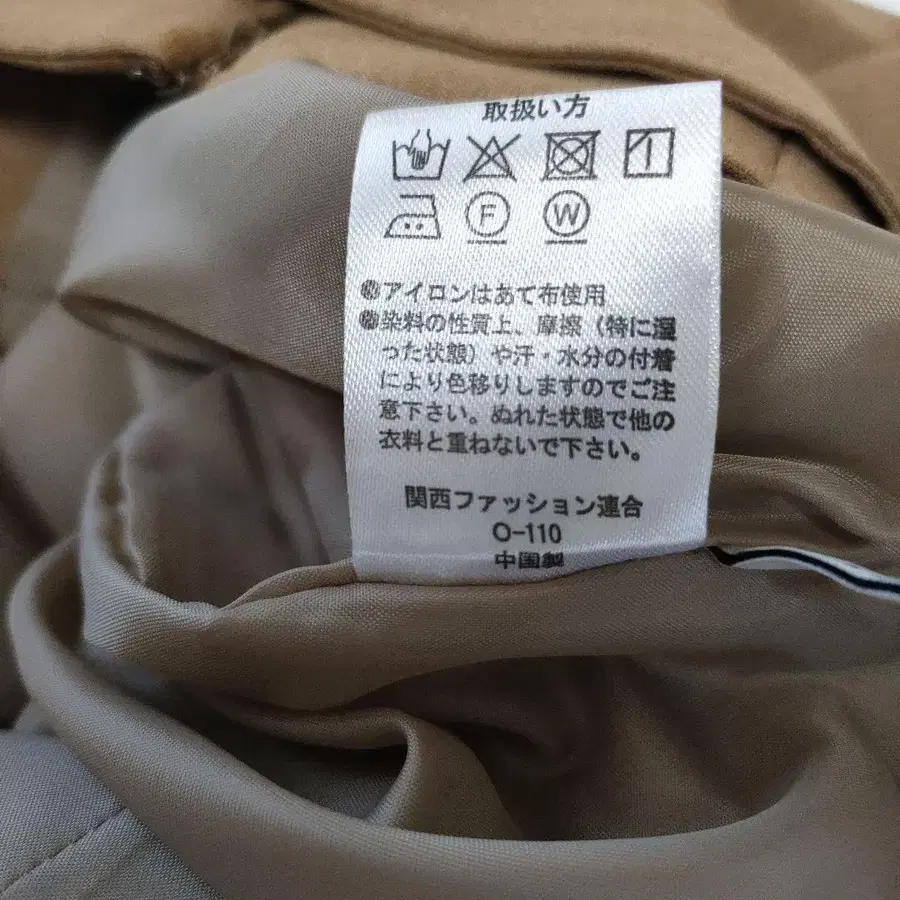 取扱い方
F W
㊟アイロンはあて布使用
㊟染料の性質上、摩擦（特に湿
った状態）や汗・水分の付着
により色移りしますのでご注
意下さい。ぬれた状態で他の
衣料と重ねないで下さい。
関西ファッション連合
O-110
中国製